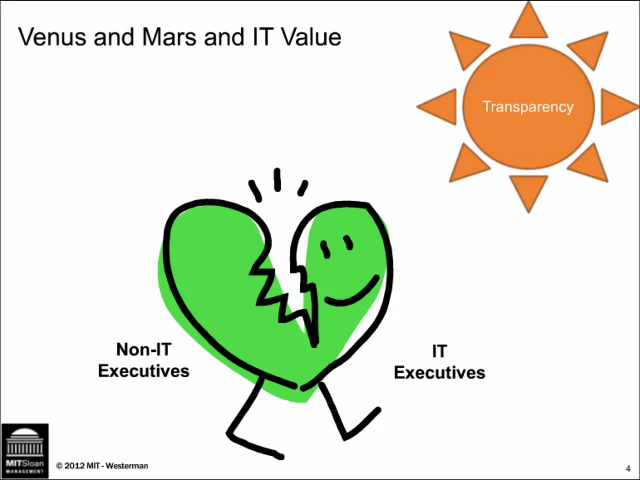 Venus and Mars and IT Value
Transparency
Non-IT
Executives
IT
Executives
MITSloan
MANAGEMENT
© 2012 MIT - Westerman
4